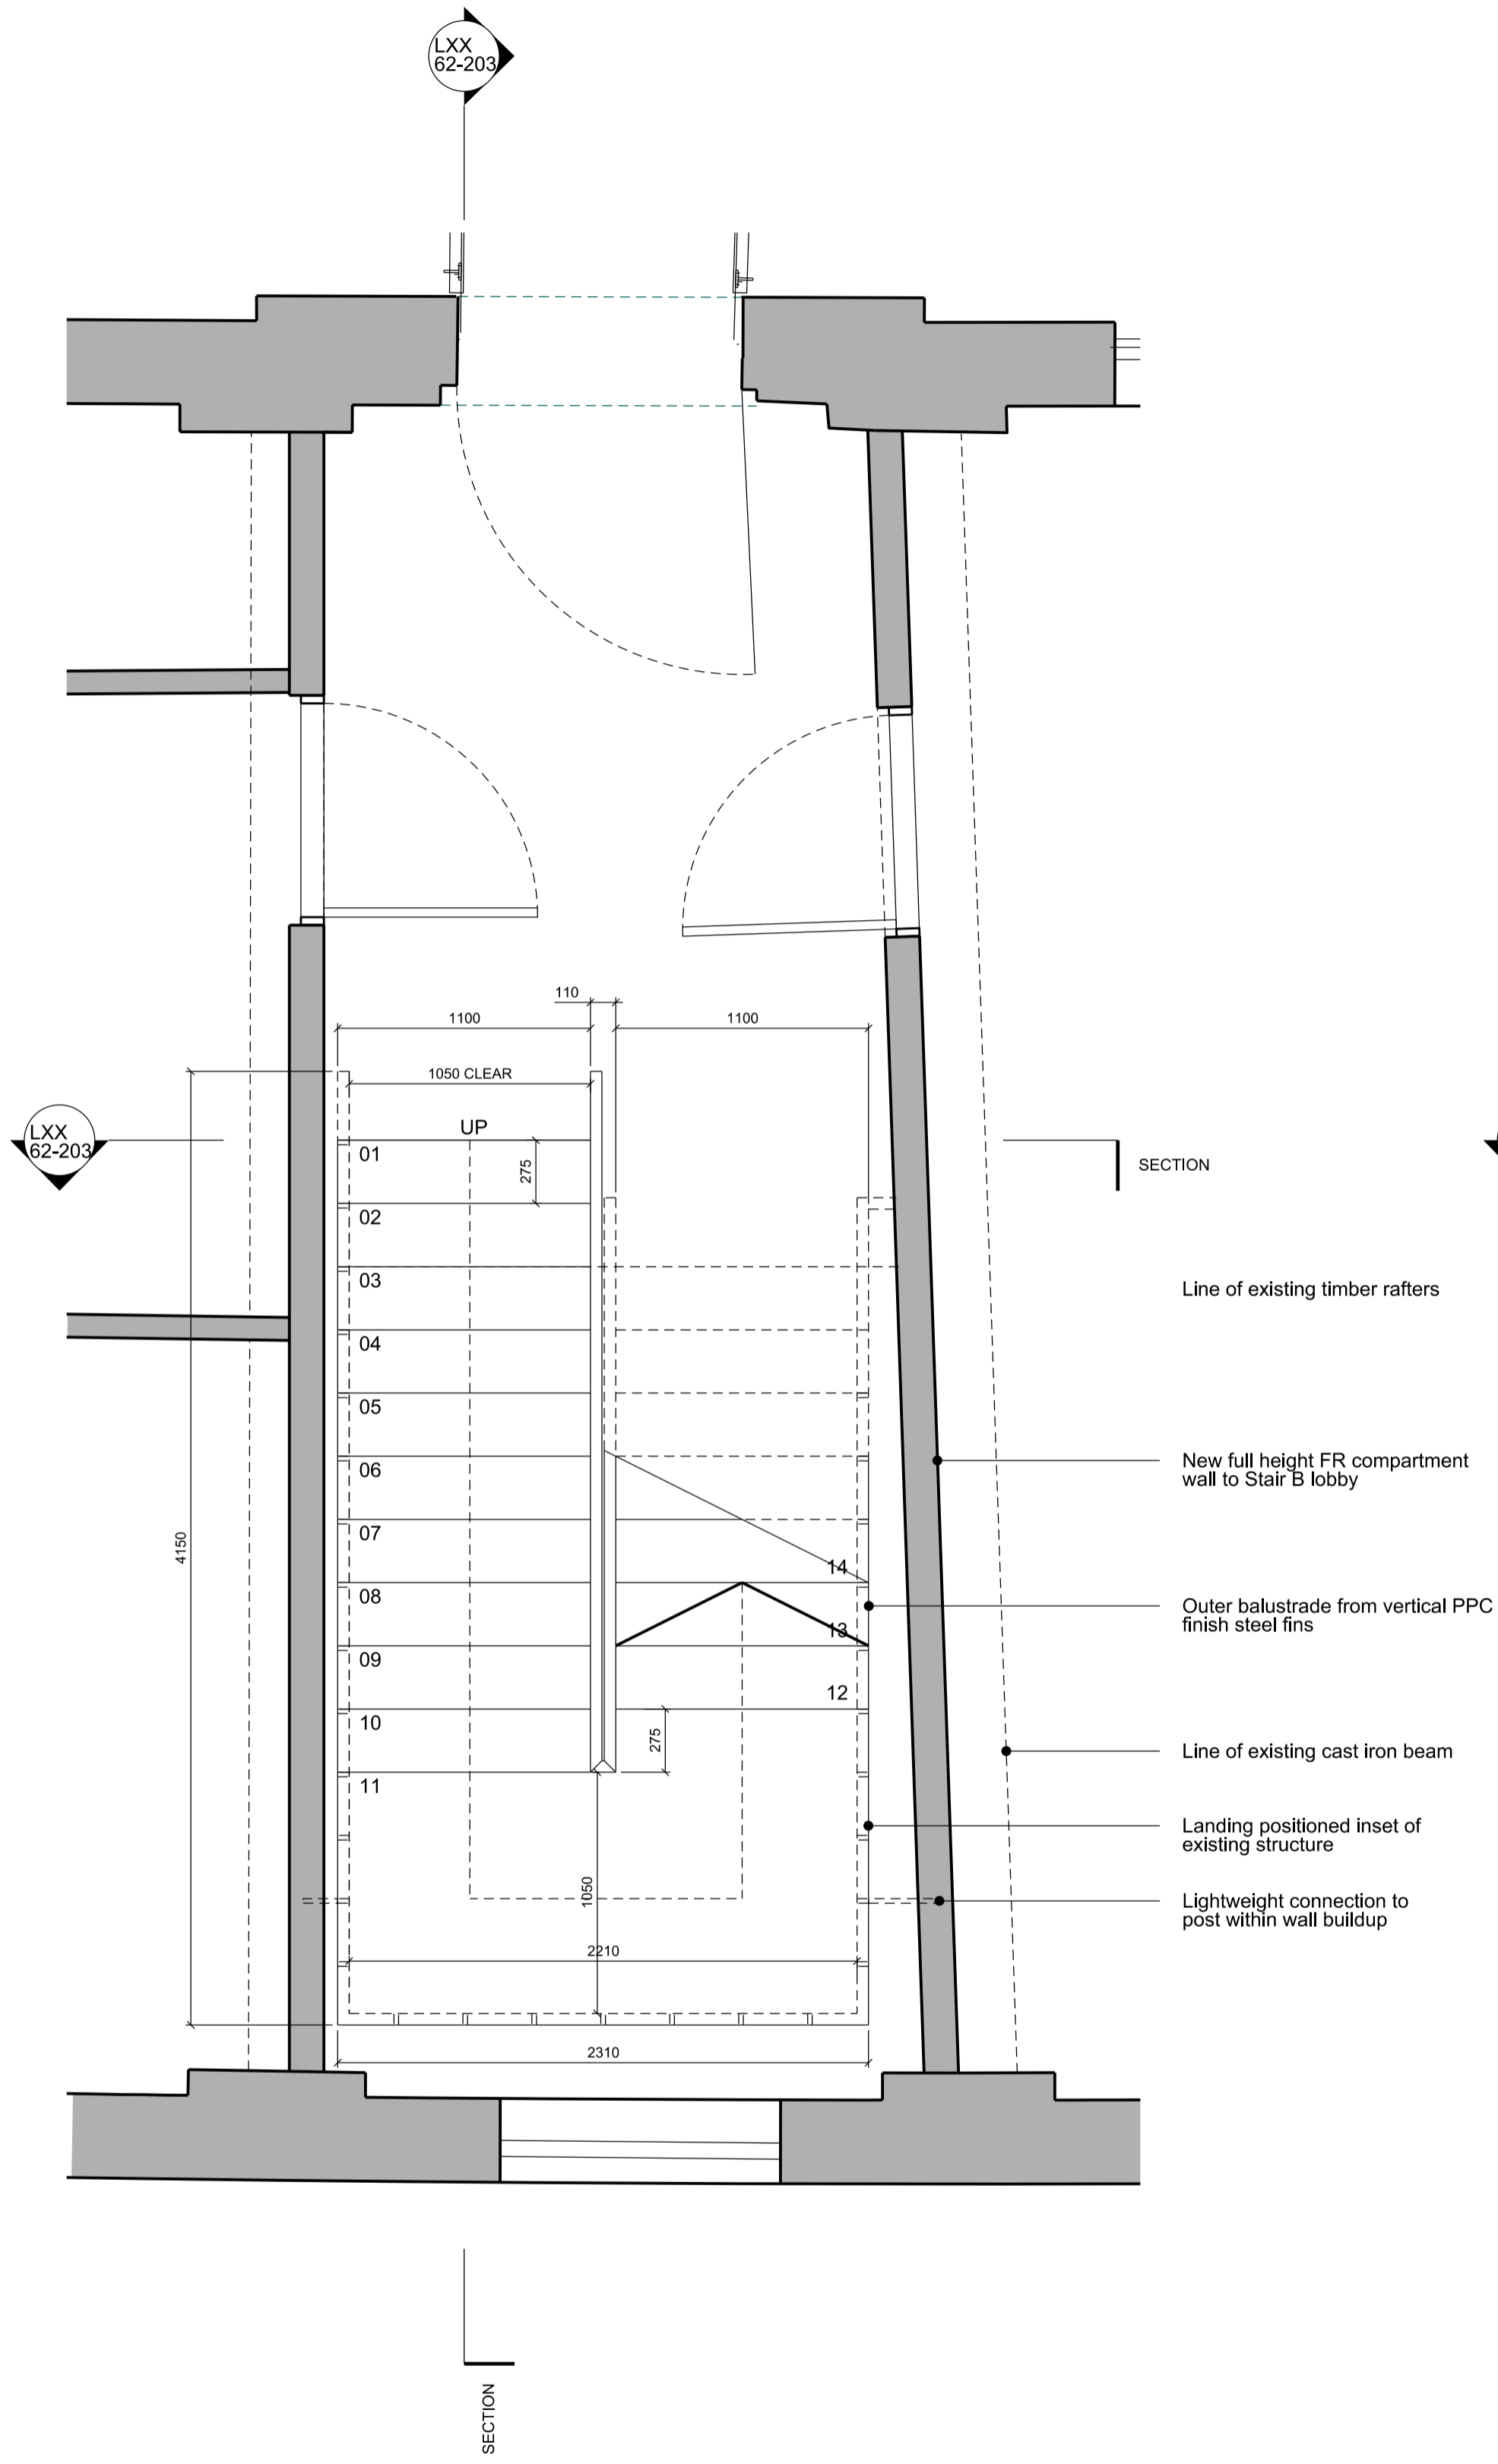 LXX
62-203
110
1100
1100
1050 CLEAR
UP
LXX
62-203
01
275
SECTION
02
03
Line of existing timber rafters
04
05
06
New full height FR compartment
wall to Stair B lobby
07
4150
14
08
Outer balustrade from vertical PPC
finish steel fins
13
09
12
10
275
Line of existing cast iron beam
11
Landing positioned inset of
existing structure
1050
Lightweight connection to
post within wall buildup
2210
2310
SECTION